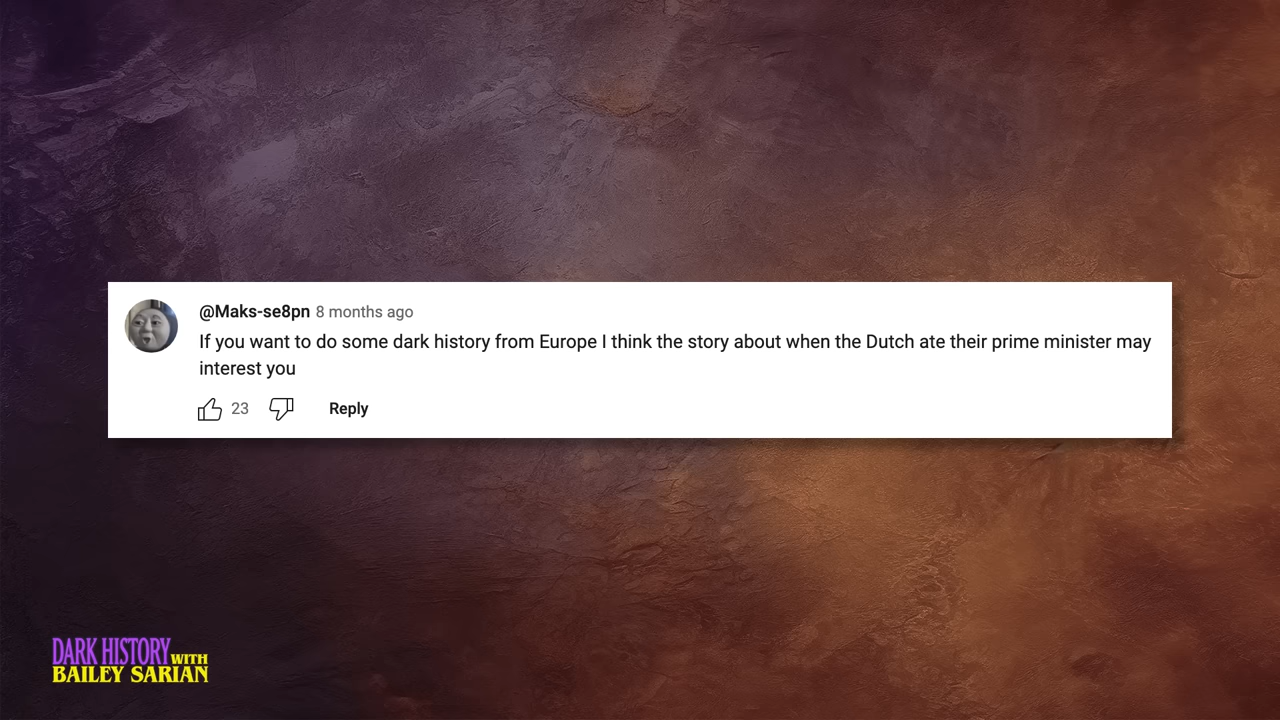 @Maks-se8pn 8 months ago
If you want to do some dark history from Europe I think the story about when the Dutch ate their prime minister may
interest you
23 Reply
DARK HISTORY WITH
BAILEY SARIAN